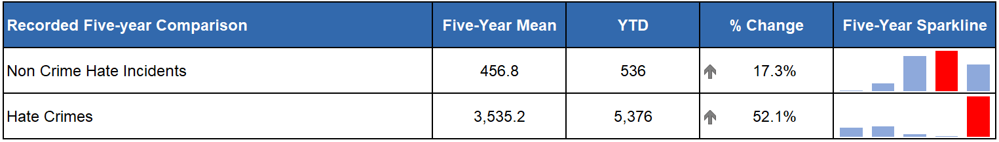 Recorded Five-year Comparison Five-Year Mean YTD % Change Five-Year Sparkline
Non Crime Hate Incidents 456.8 536 17.3%
Hate Crimes 3,535.2 5,376 52.1%